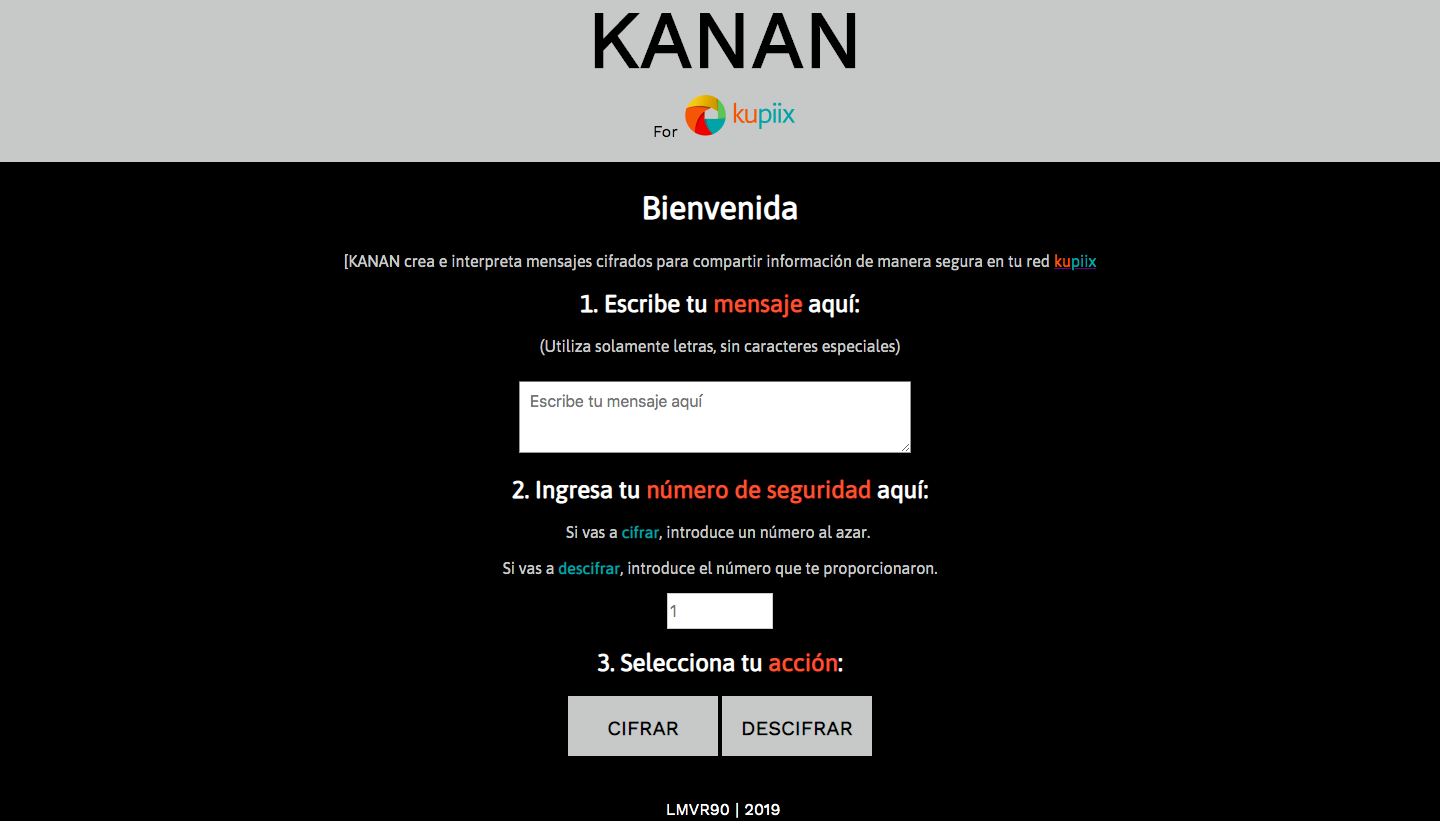 KANAN
For kupiix
Bienvenida
[KANAN crea e interpreta mensajes cifrados para compartir información de manera segura en tu red kupiix
1. Escribe tu mensaje aquí:
(Utiliza solamente letras, sin caracteres especiales)
Escribe tu mensaje aquí
2. Ingresa tu número de seguridad aquí:
Si vas a cifrar, introduce un número al azar.
Si vas a descifrar, introduce el número que te proporcionaron.
1
3. Selecciona tu acción:
CIFRAR DESCIFRAR
LMVR90 | 2019